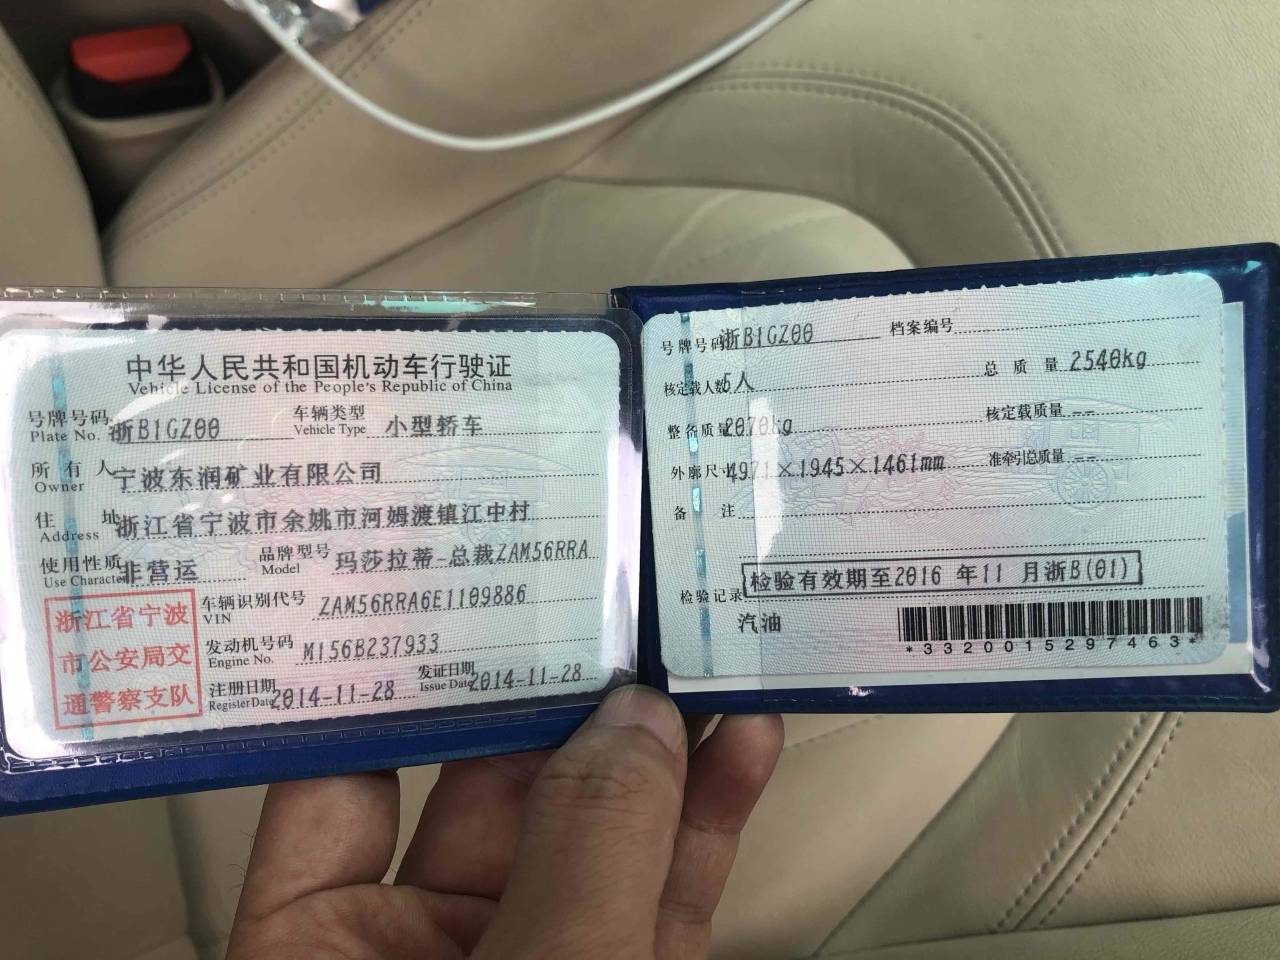 中华人民共和国机动车行驶证
Vehicle License of the People's Republic of China
号牌号码 浙B1GZ00 车辆类型 小型轿车
Plate No. Vehicle Type
所有人 宁波东润矿业有限公司
Owner
住址 浙江省宁波市余姚市河姆渡镇江中村
Address
使用性质 非营运 品牌型号 玛莎拉蒂-总裁ZAM56RRA
Use Character Model
浙江省宁波
市公安局交
通警察支队
车辆识别代号 ZAM56RRA6E1109886
VIN
发动机号码 M156B237933
Engine No.
注册日期 2014-11-28 发证日期 2014-11-28
Register Date Issue Date
号牌号码 浙B1GZ00 档案编号
核定载人数 5人 总质量 2540kg
整备质量 2070kg 核定载质量 --
外廓尺寸 4971×1945×1461mm 准牵引总质量 --
备注
检验记录 检验有效期至2016 年11 月浙B(01)
汽油
*3320015297463*